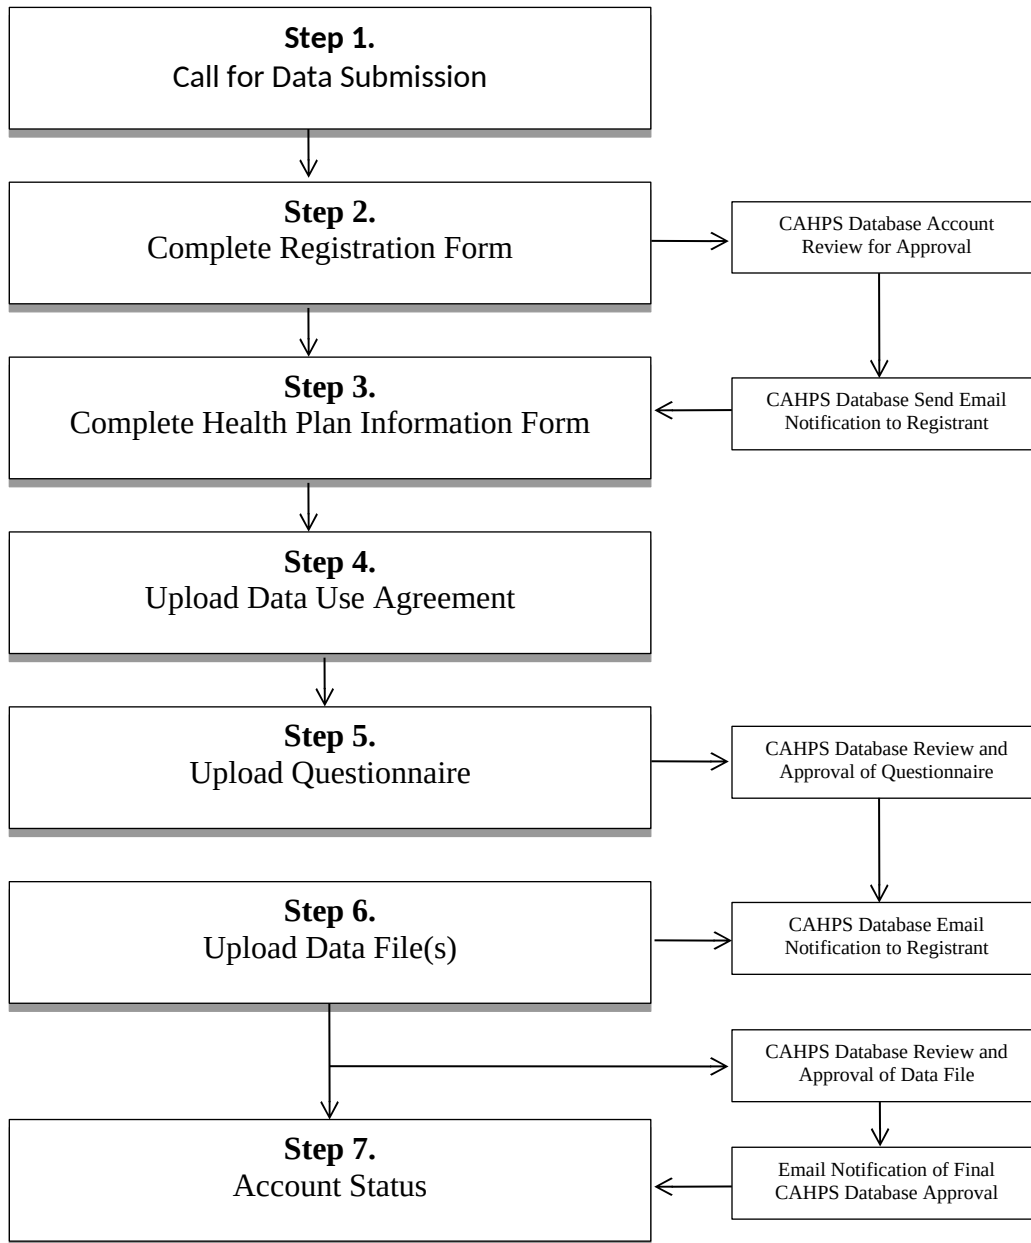 Step 1.
Call for Data Submission
Step 2.
Complete Registration Form
CAHPS Database Account
Review for Approval
Step 3.
Complete Health Plan Information Form
CAHPS Database Send Email
Notification to Registrant
Step 4.
Upload Data Use Agreement
Step 5.
Upload Questionnaire
CAHPS Database Review and
Approval of Questionnaire
Step 6.
Upload Data File(s)
CAHPS Database Email
Notification to Registrant
CAHPS Database Review and
Approval of Data File
Step 7.
Account Status
Email Notification of Final
CAHPS Database Approval